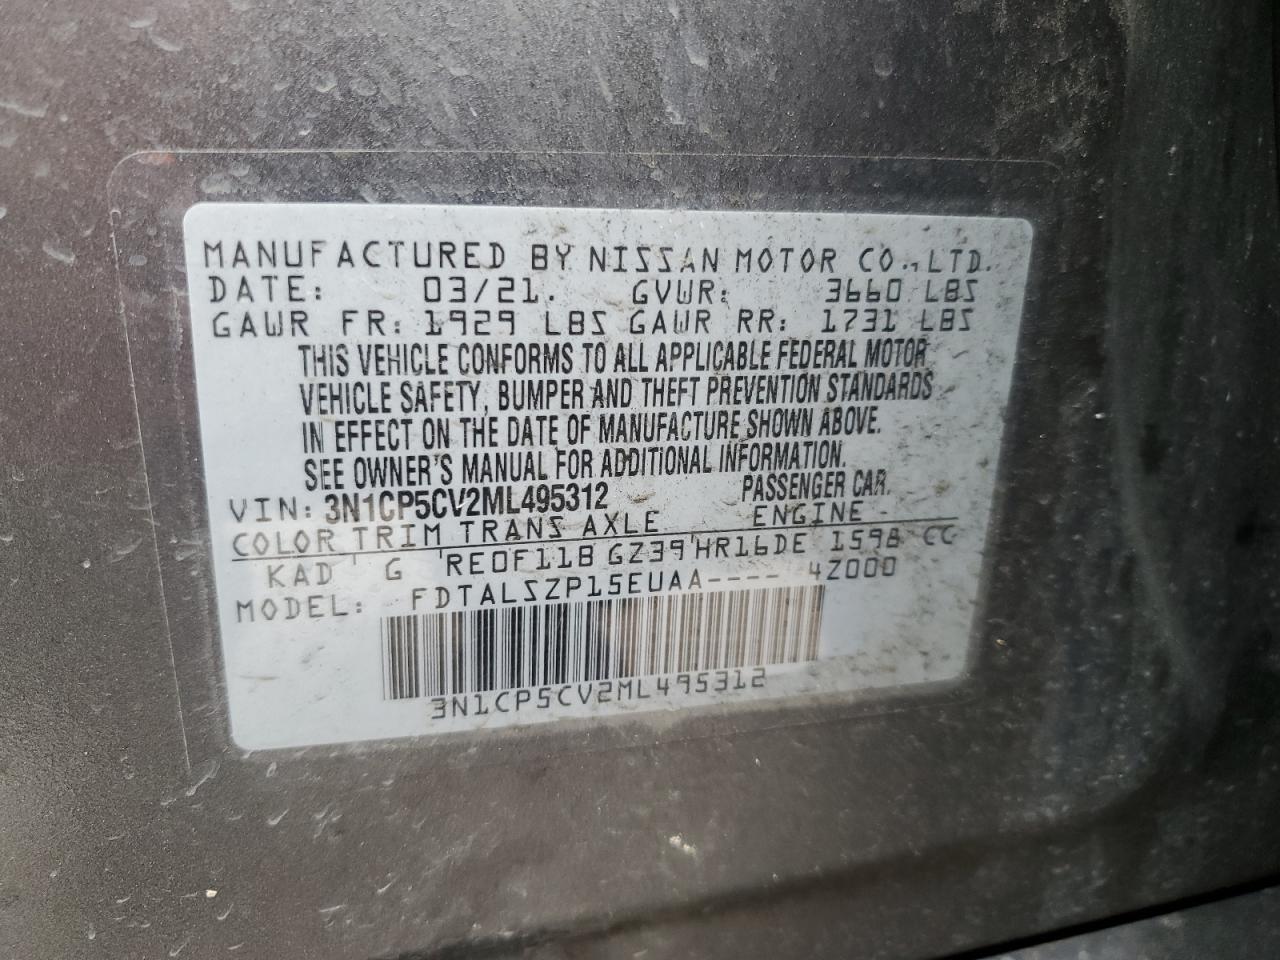 MANUFACTURED BY NISSAN MOTOR CO., LTD.
DATE: 03/21. GVWR: 3660 LBS
GAWR FR: 1929 LBS GAWR RR: 1731 LBS
THIS VEHICLE CONFORMS TO ALL APPLICABLE FEDERAL MOTOR
VEHICLE SAFETY, BUMPER AND THEFT PREVENTION STANDARDS
IN EFFECT ON THE DATE OF MANUFACTURE SHOWN ABOVE.
SEE OWNER'S MANUAL FOR ADDITIONAL INFORMATION.
VIN: 3N1CP5CV2ML495312 PASSENGER CAR.
COLOR TRIM TRANS AXLE ENGINE
KAD G RE0F11B GZ39 HR16DE 1598 CC
MODEL: FDTALSZP15EUAA---- 4Z000
3N1CP5CV2ML495312